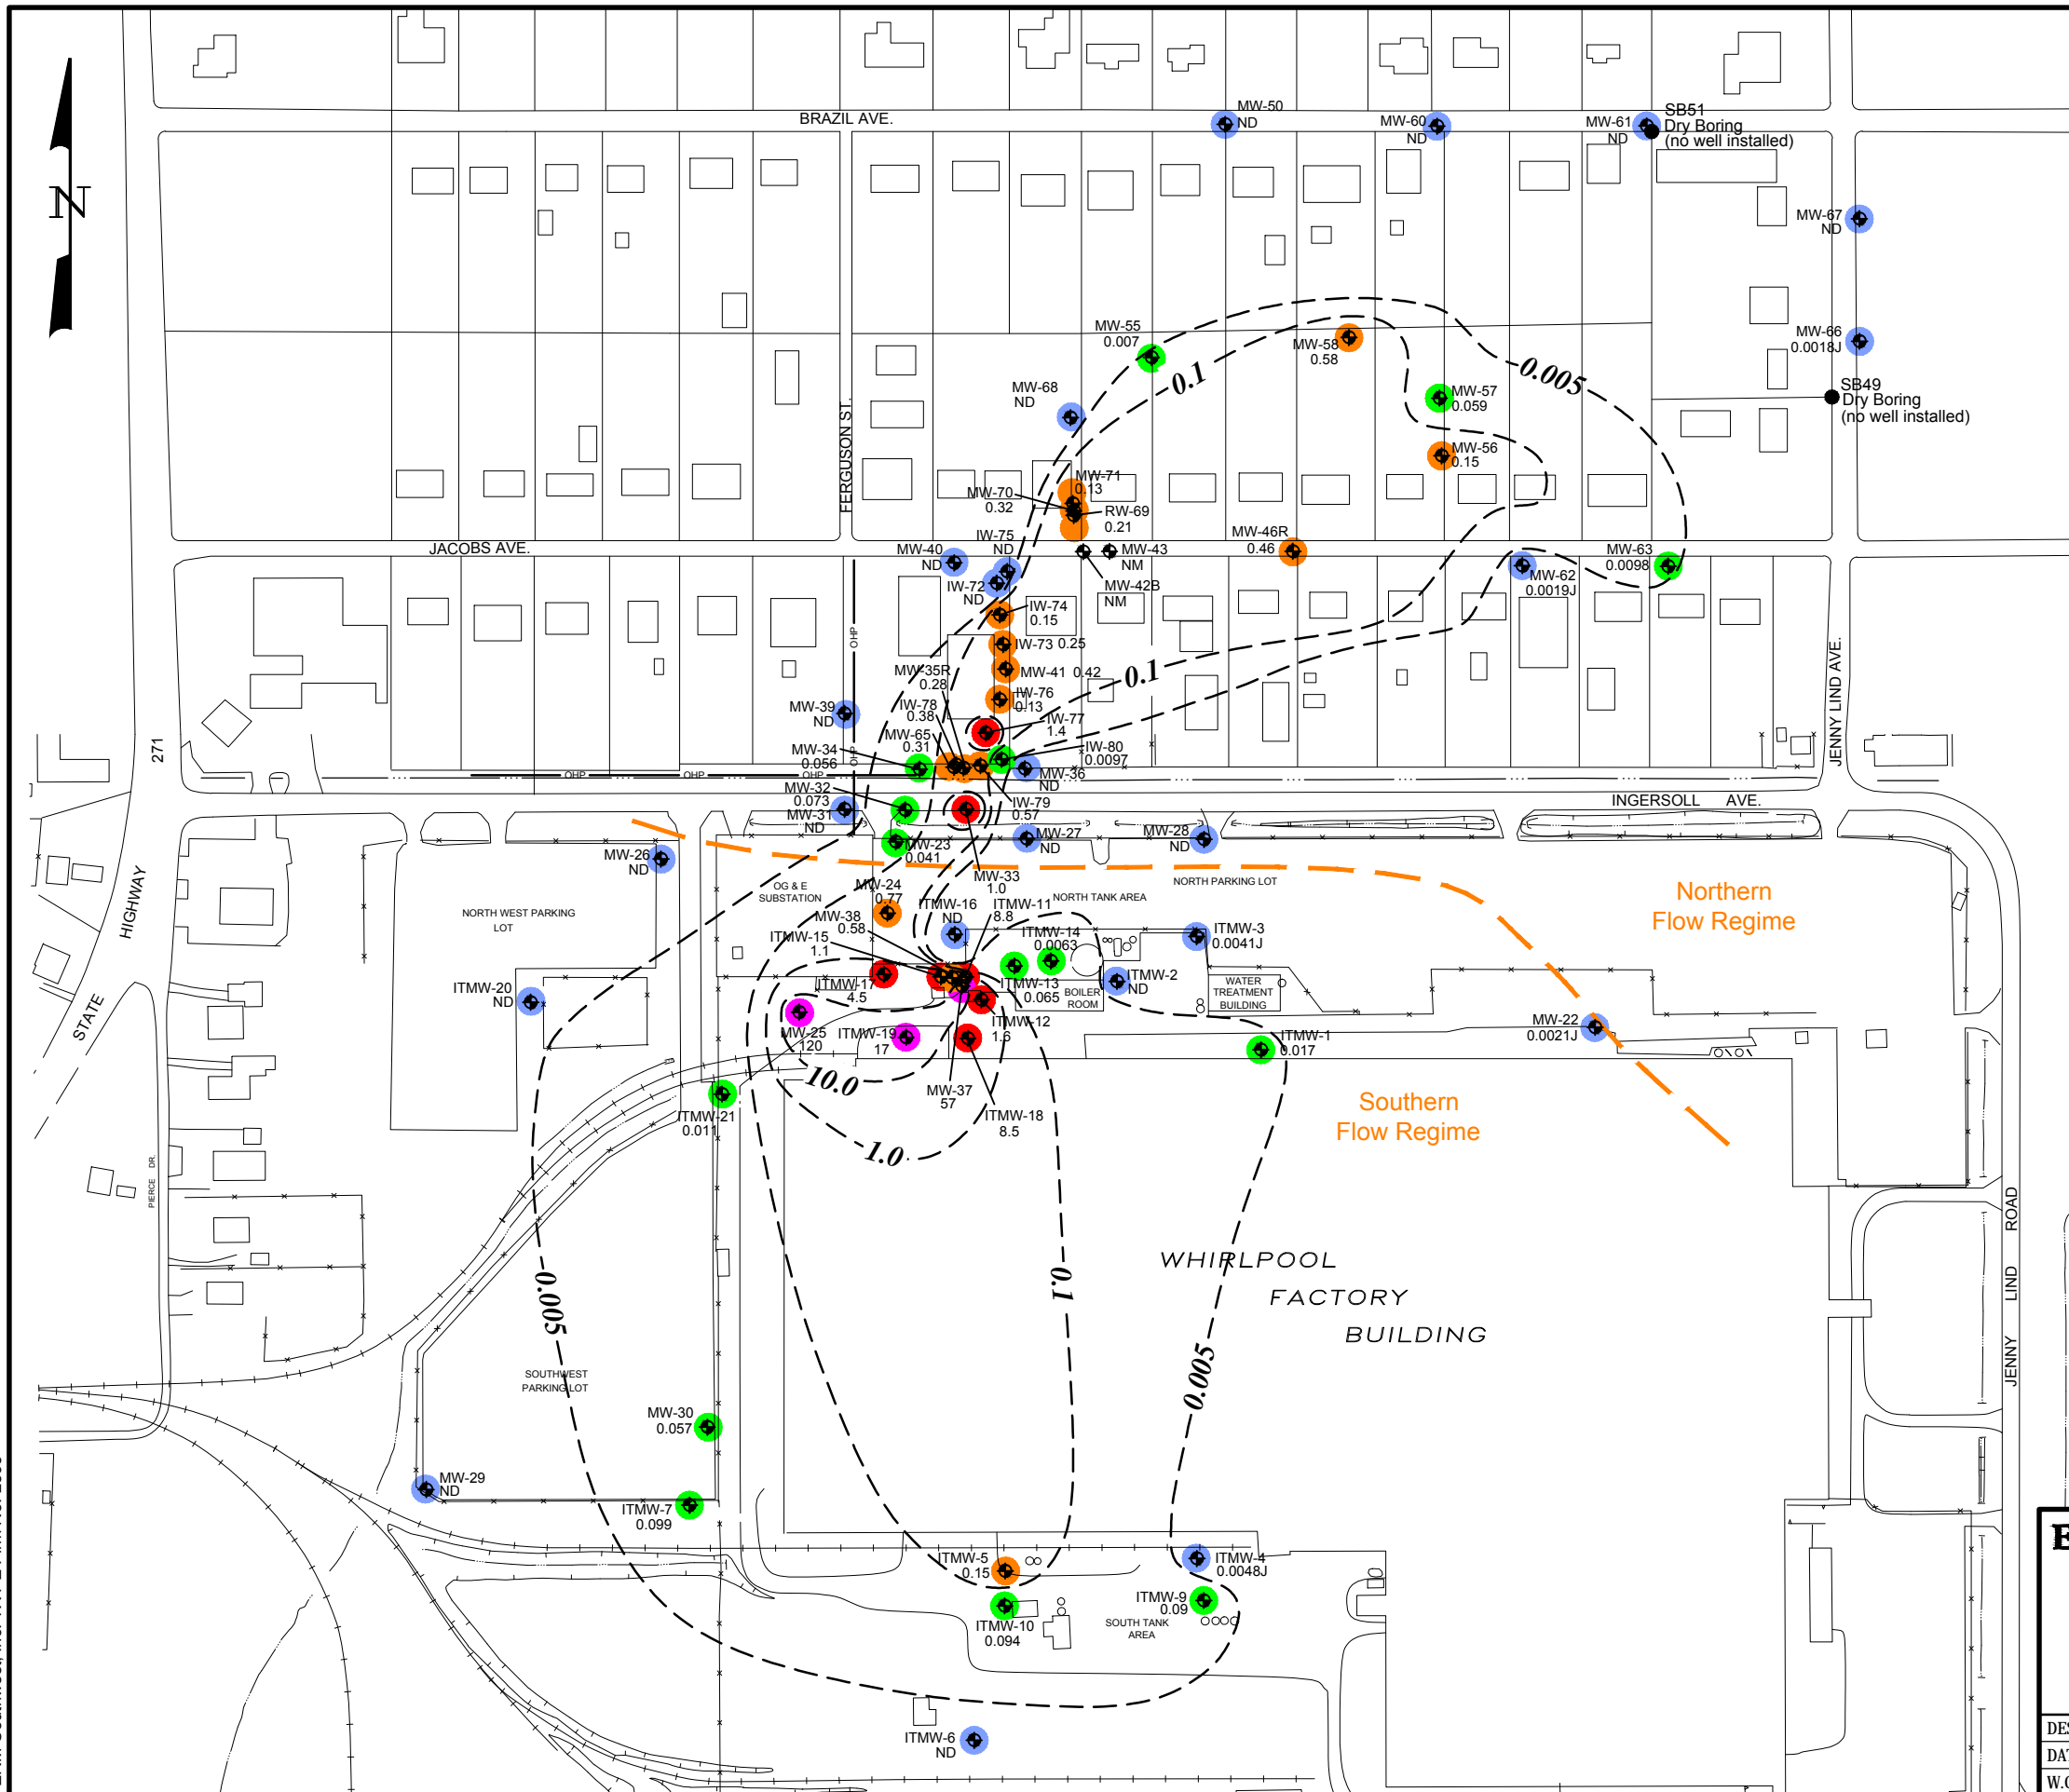 MW-50
ND
BRAZIL AVE.
MW-60
ND
MW-61
ND
SB51
Dry Boring
(no well installed)
N
MW-67
ND
MW-55
0.007
MW-58
0.58
0.1
0.005
MW-66
0.0018J
MW-68
ND
MW-57
0.059
SB49
Dry Boring
(no well installed)
FERGUSON ST.
MW-56
0.15
MW-71
0.13
MW-70
0.32
RW-69
0.21
JACOBS AVE.
MW-40
ND
IW-75
ND
MW-43
NM
MW-46R
0.46
MW-63
0.0098
IW-72
ND
MW-42B
NM
MW-62
0.0019J
IW-74
0.15
OHP
IW-73 0.25
MW-35R
0.28
MW-41 0.42
0.1
JENNY LIND AVE.
MW-39
ND
IW-78
0.38
IW-76
0.13
IW-77
1.4
MW-65
0.31
MW-34
0.056
IW-80
0.0097
271
OHP
OHP
OHP
OHP
MW-36
ND
MW-32
0.073
MW-31
ND
IW-79
0.57
INGERSOLL AVE.
MW-26
ND
MW-23
0.041
MW-27
ND
MW-28
ND
HIGHWAY
STATE
OG & E
SUBSTATION
MW-24
0.77
MW-33
1.0
NORTH PARKING LOT
NORTH TANK AREA
Northern
Flow Regime
NORTH WEST PARKING
LOT
MW-38
0.58
ITMW-16
ND
ITMW-11
8.8
ITMW-15
1.1
ITMW-14
0.0063
ITMW-3
0.0041J
ITMW-20
ND
ITMW-17
4.5
ITMW-13
0.065
BOILER
ROOM
ITMW-2
ND
WATER
TREATMENT
BUILDING
MW-25
120
ITMW-19
17
ITMW-12
1.6
ITMW-1
0.017
MW-22
0.0021J
10.0
MW-37
57
ITMW-18
8.5
ITMW-21
0.011
Southern
Flow Regime
1.0
PIERCE DR.
0.005
0.1
WHIRLPOOL
FACTORY
BUILDING
JENNY LIND ROAD
0.005
SOUTHWEST
PARKING LOT
MW-30
0.057
MW-29
ND
ITMW-7
0.099
ITMW-5
0.15
ITMW-4
0.0048J
ITMW-9
0.09
ITMW-10
0.094
SOUTH TANK
AREA
ITMW-6
ND